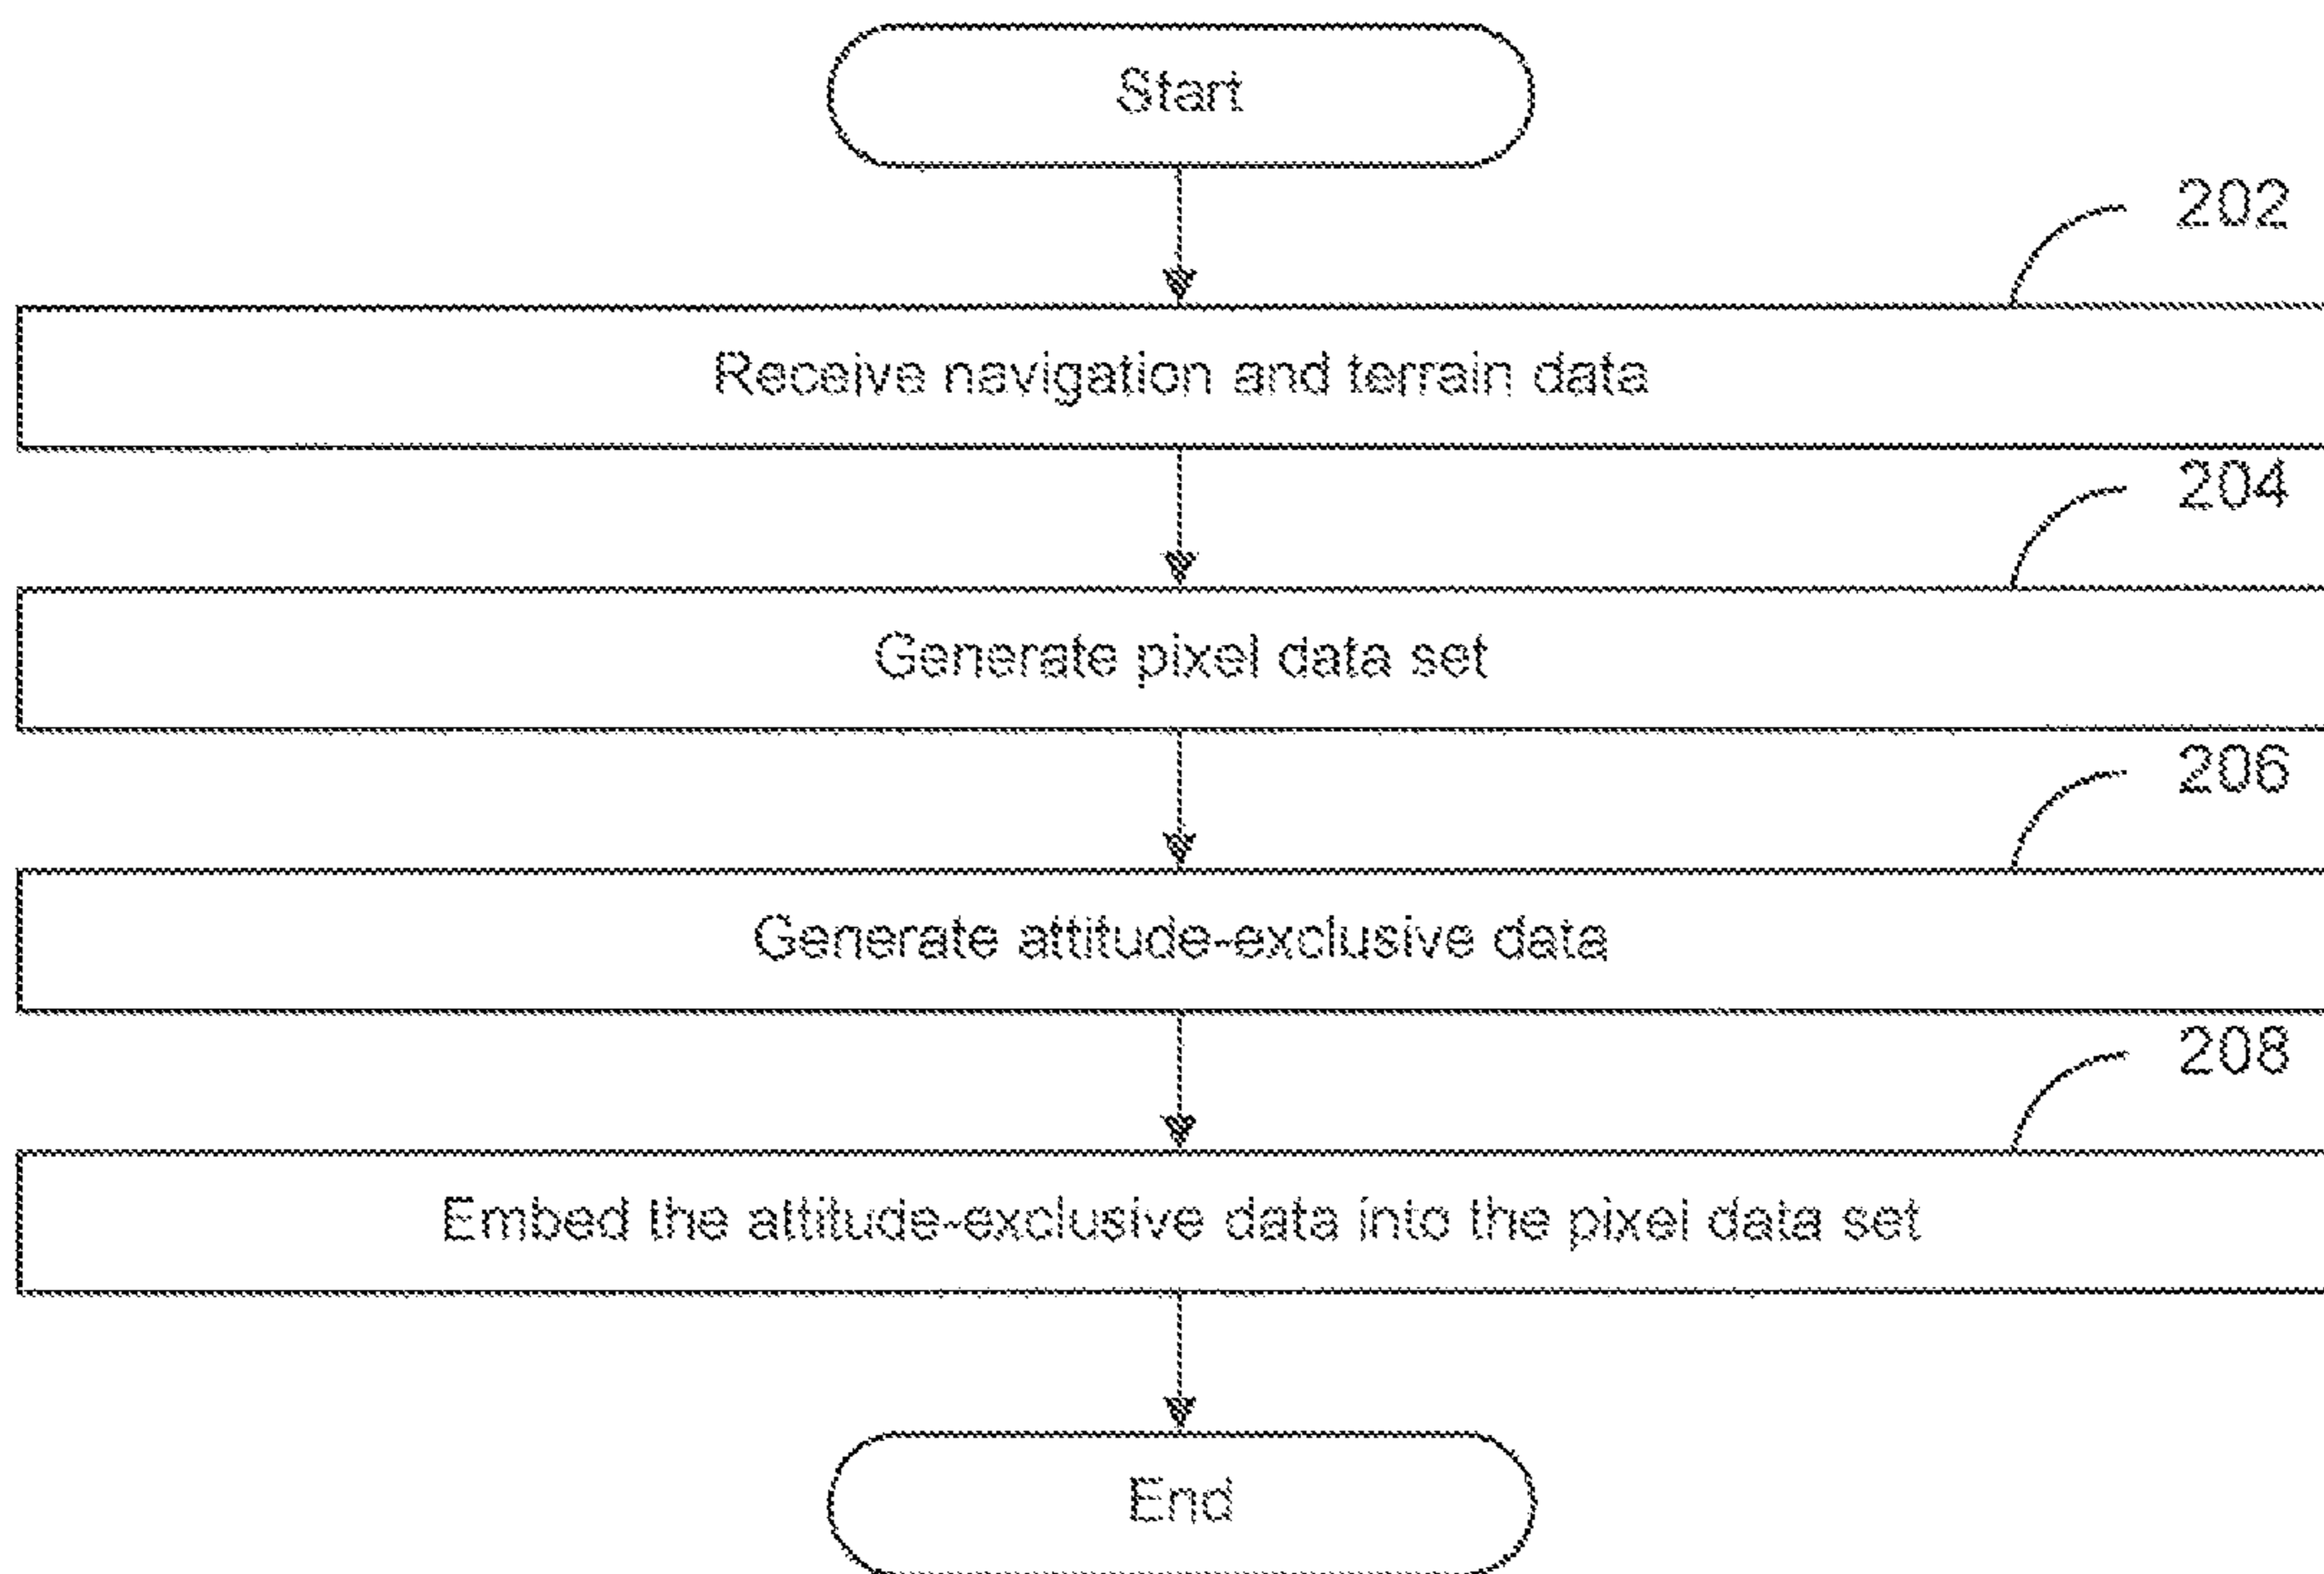 Start
202
Receive navigation and terrain data
204
Generate pixel data set
206
Generate attitude-exclusive data
208
Embed the attitude-exclusive data into the pixel data set
End